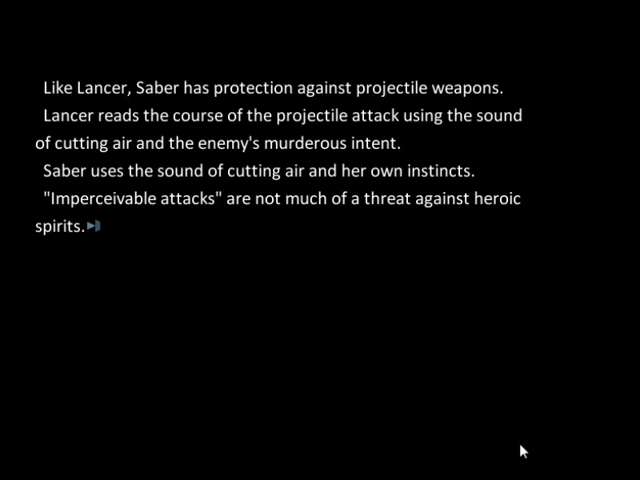 Like Lancer, Saber has protection against projectile weapons.
Lancer reads the course of the projectile attack using the sound
of cutting air and the enemy's murderous intent.
Saber uses the sound of cutting air and her own instincts.
"Imperceivable attacks" are not much of a threat against heroic
spirits.